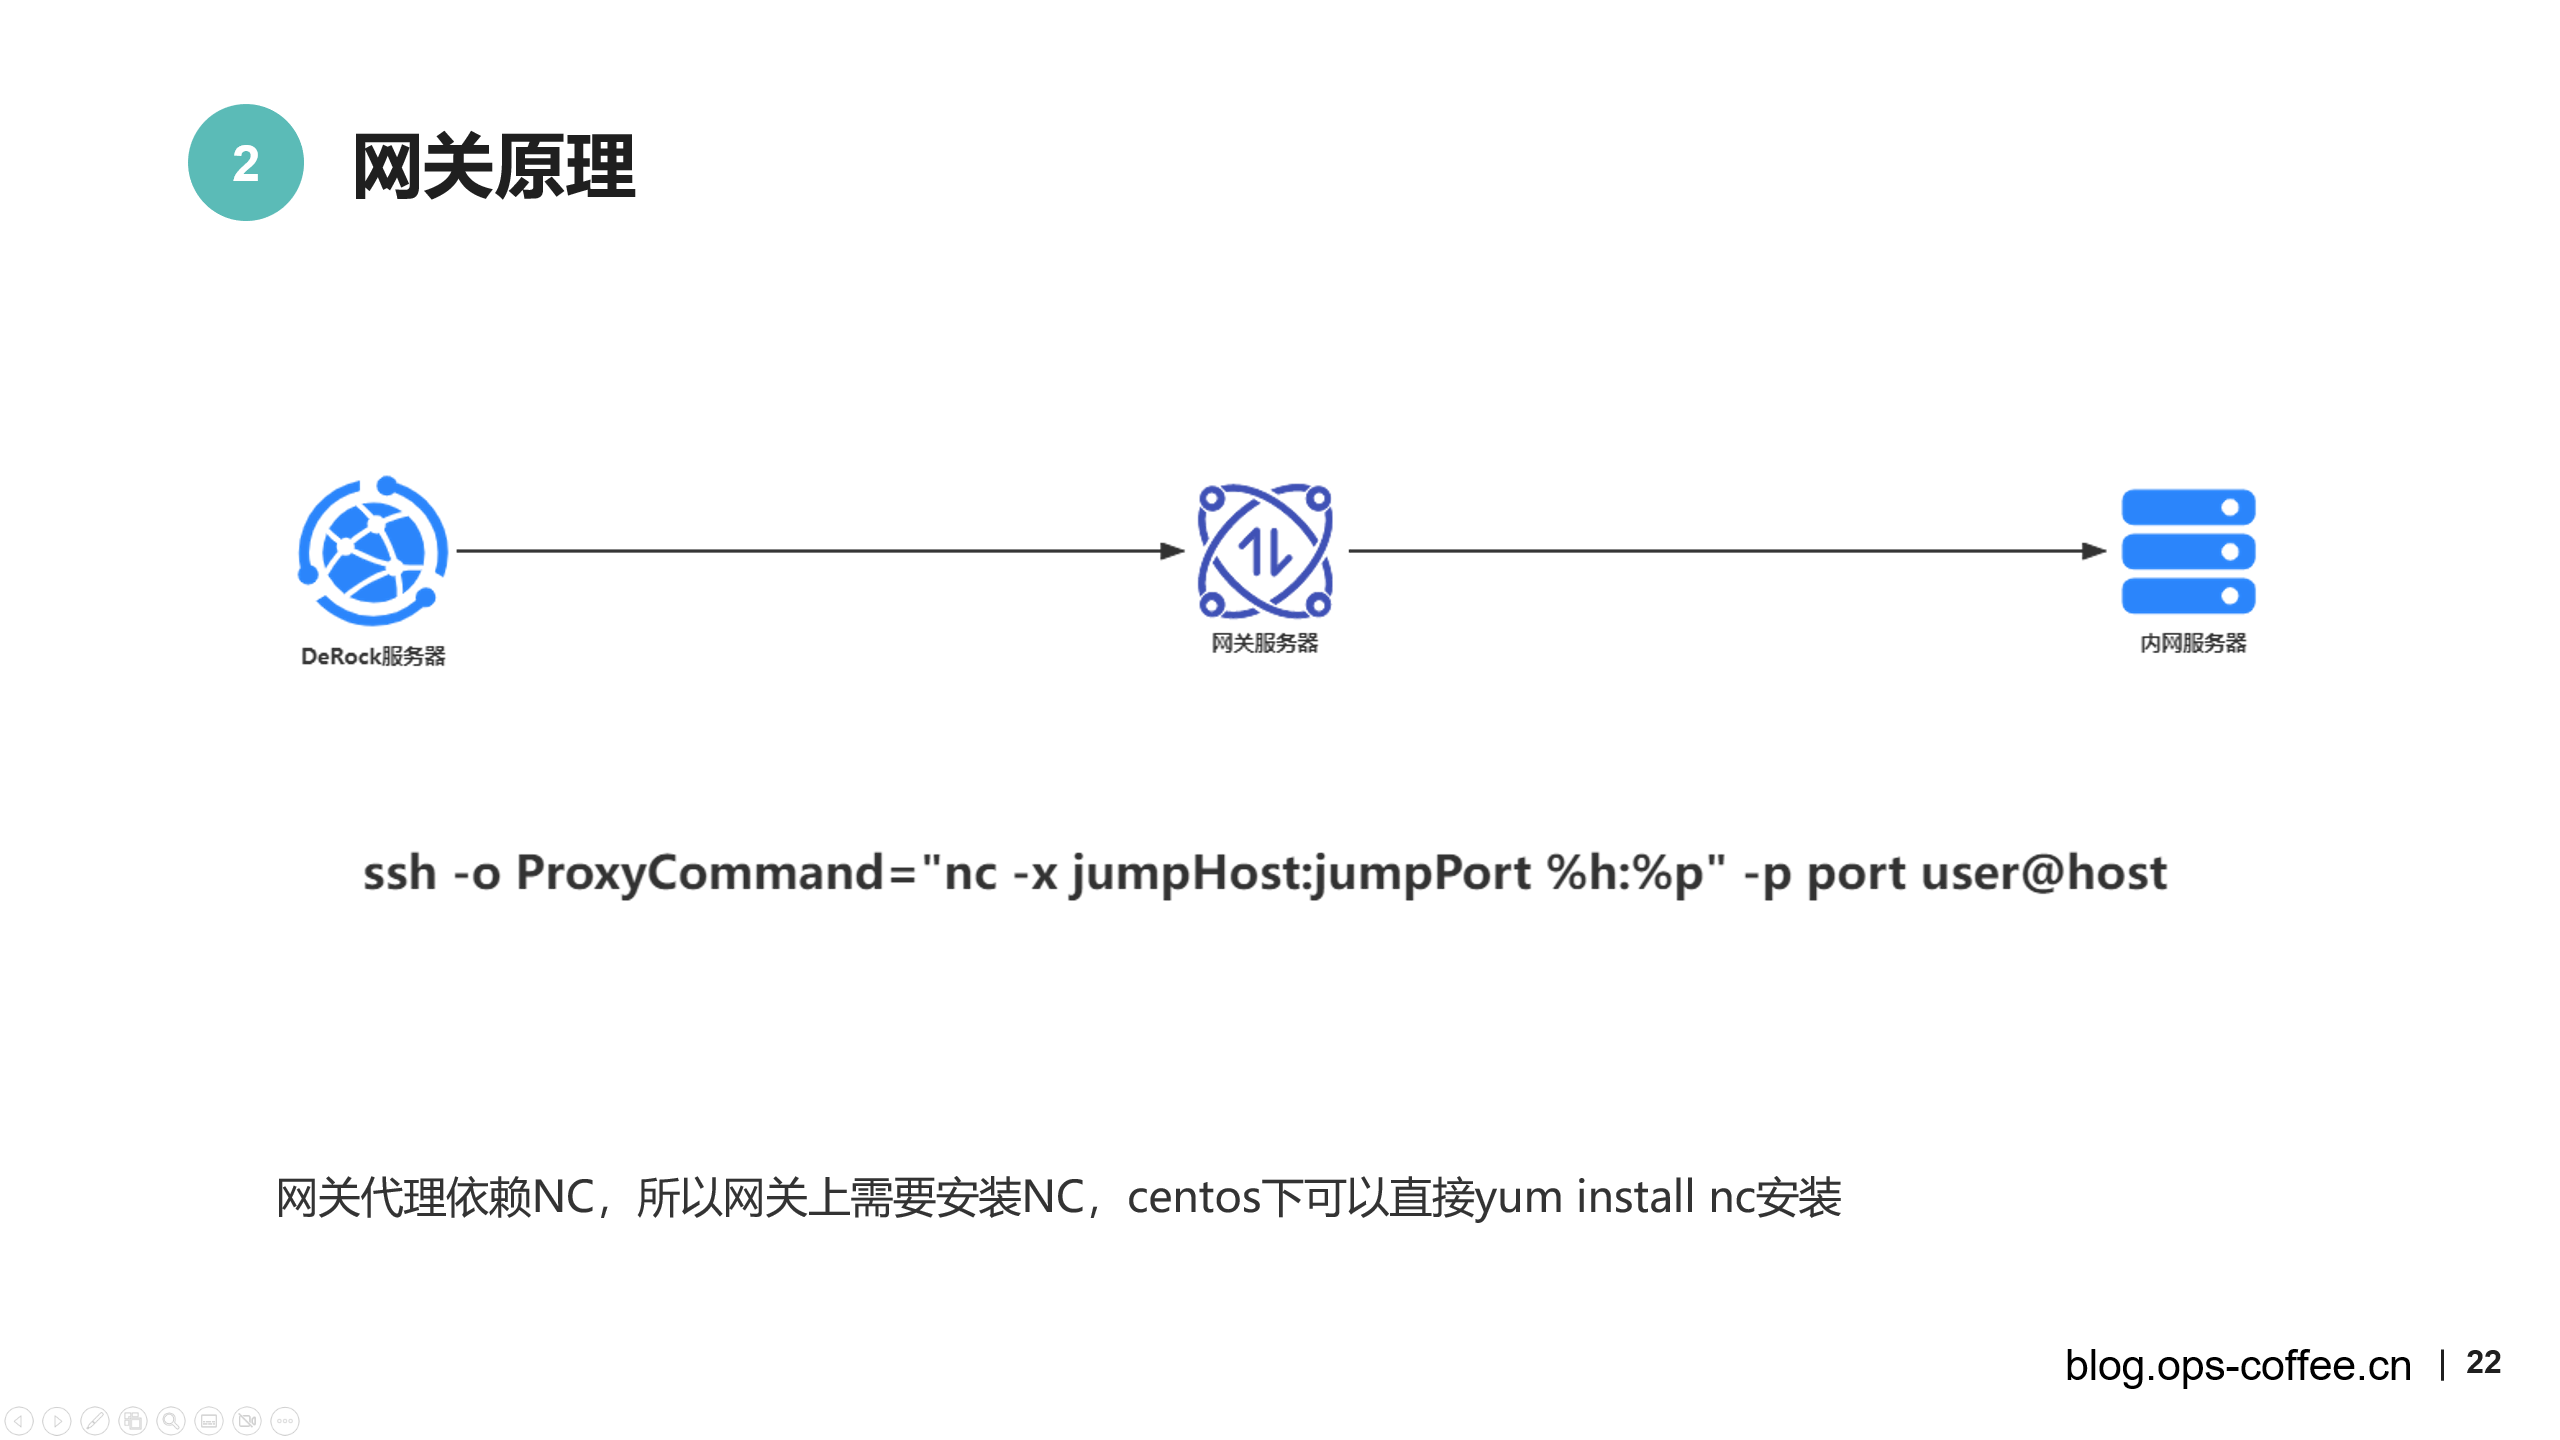 2
网关原理
DeRock服务器
网关服务器
内网服务器
ssh -o ProxyCommand="nc -x jumpHost:jumpPort %h:%p" -p port user@host
网关代理依赖NC，所以网关上需要安装NC，centos下可以直接yum install nc安装
blog.ops-coffee.cn | 22